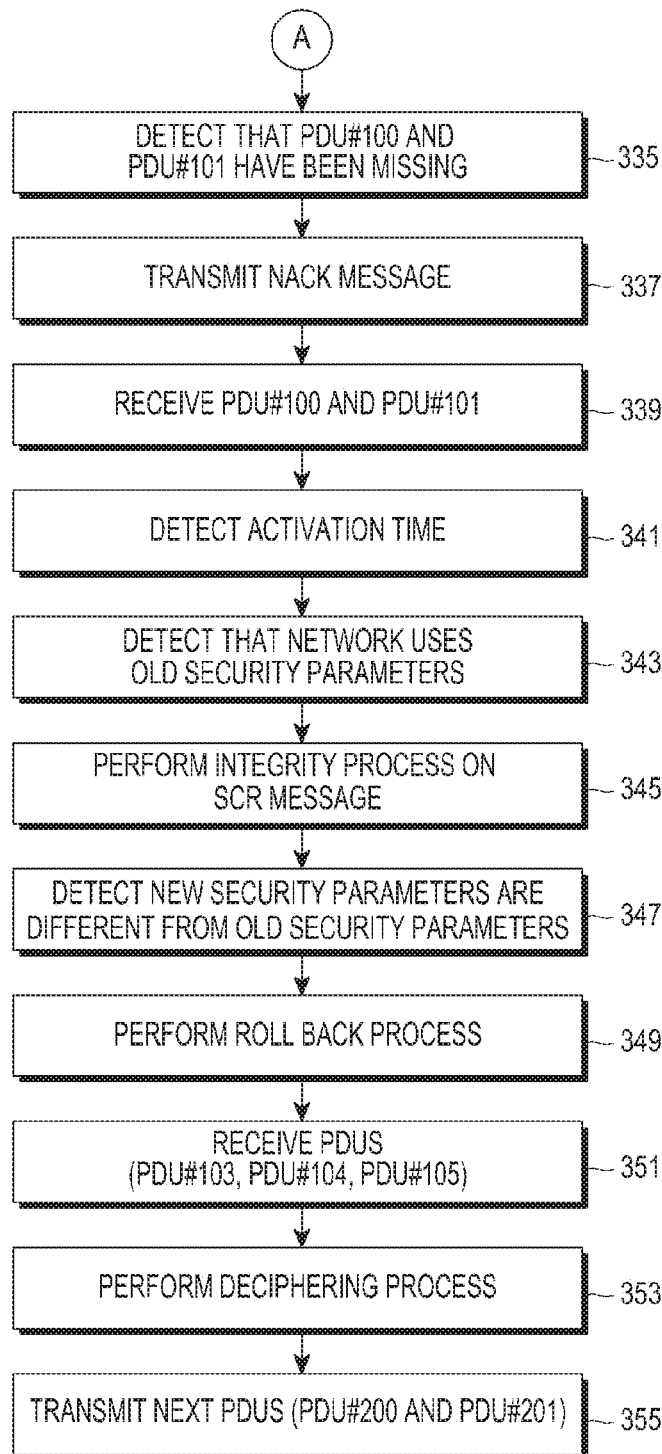 A
DETECT THAT PDU#100 AND
PDU#101 HAVE BEEN MISSING
335
TRANSMIT NACK MESSAGE
337
RECEIVE PDU#100 AND PDU#101
339
DETECT ACTIVATION TIME
341
DETECT THAT NETWORK USES
OLD SECURITY PARAMETERS
343
PERFORM INTEGRITY PROCESS ON
SCR MESSAGE
345
DETECT NEW SECURITY PARAMETERS ARE
DIFFERENT FROM OLD SECURITY PARAMETERS
347
PERFORM ROLL BACK PROCESS
349
RECEIVE PDUS
(PDU#103, PDU#104, PDU#105)
351
PERFORM DECIPHERING PROCESS
353
TRANSMIT NEXT PDUS (PDU#200 AND PDU#201)
355